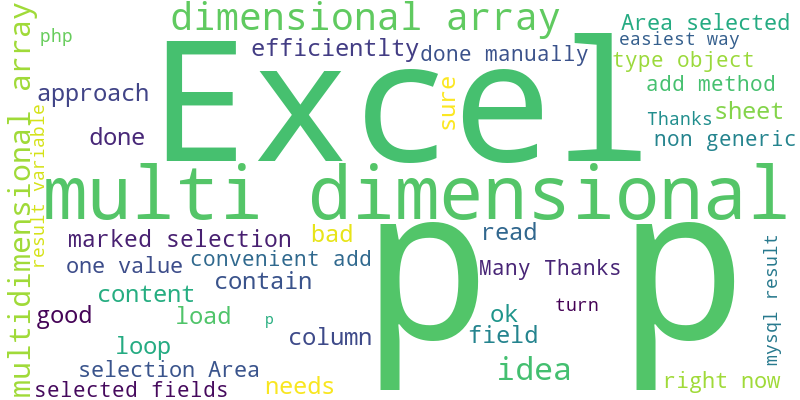 dimensional array
Area selected
php
efficientlty
done manually
easiest way
type object
Excel
approach
sure
add method
done
Thanks
sheet
non generic
multidimensional array
result variable
multi dimensional
marked selection
bad
p p
read
one value
convenient add
Many Thanks
mysql result
content
contain
good
load
p
ok
turn
loop
column
field
selection Area
idea
selected fields
needs
right now